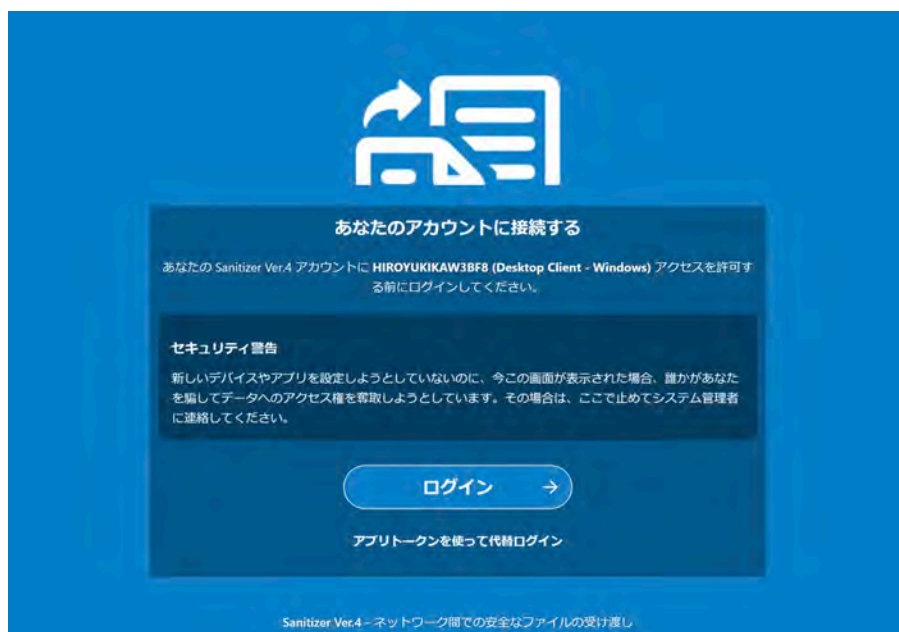 あなたのアカウントに接続する
あなたの Sanitizer Ver.4 アカウントに HIROYUKIKAW3BF8 (Desktop Client - Windows) アクセスを許可す
る前にログインしてください。
セキュリティ警告
新しいデバイスやアプリを設定しようとしていないのに、今この画面が表示された場合、誰かがあなた
を騙してデータへのアクセス権を奪取しようとしています。その場合は、ここで止めてシステム管理者
に連絡してください。
ログイン →
アプリトークンを使って代替ログイン
Sanitizer Ver.4 – ネットワーク間での安全なファイルの受け渡し